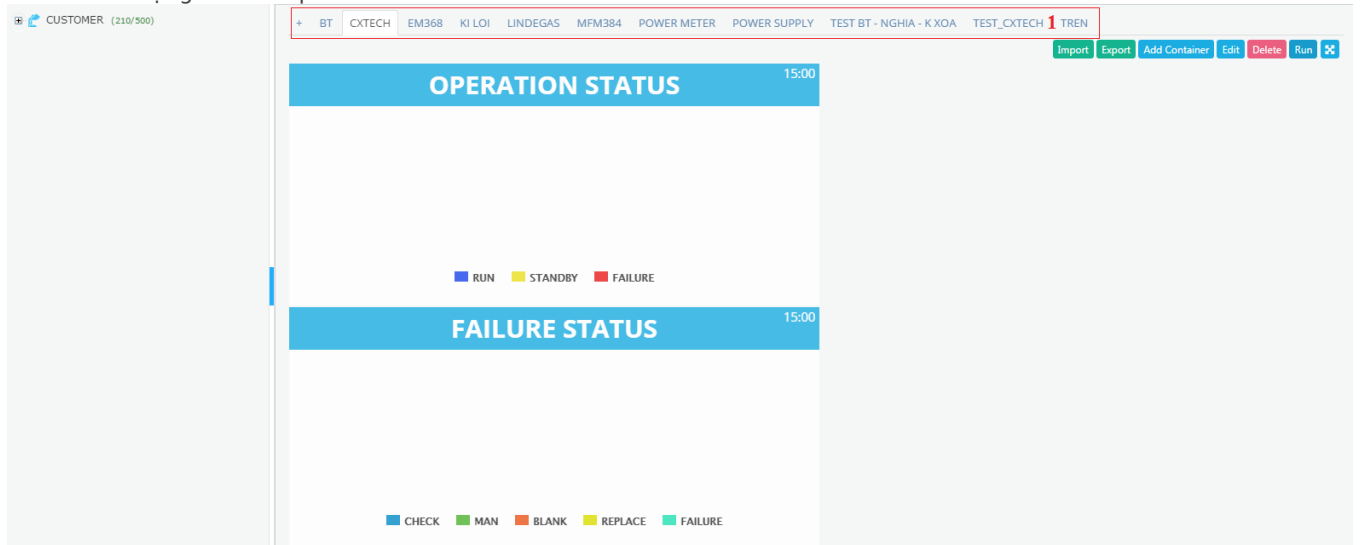 CUSTOMER (210/500)
+ BT CXTECH EM368 KI LOI LINDEGAS MFM384 POWER METER POWER SUPPLY TEST BT - NGHIA - K XOA TEST_CXTECH 1 TREN
Import Export Add Container Edit Delete Run
OPERATION STATUS 15:00
RUN STANDBY FAILURE
FAILURE STATUS 15:00
CHECK MAN BLANK REPLACE FAILURE